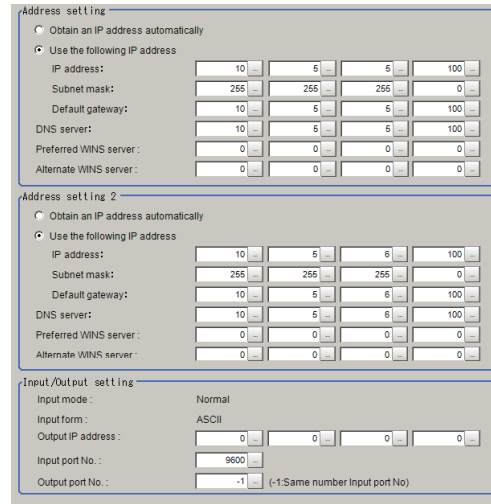 Address setting
Obtain an IP address automatically
Use the following IP address
IP address: 10 ... 5 ... 5 ... 100 ...
Subnet mask: 255 ... 255 ... 255 ... 0 ...
Default gateway: 10 ... 5 ... 5 ... 100 ...
DNS server: 10 ... 5 ... 5 ... 100 ...
Preferred WINS server : 0 ... 0 ... 0 ... 0 ...
Alternate WINS server : 0 ... 0 ... 0 ... 0 ...
Address setting 2
Obtain an IP address automatically
Use the following IP address
IP address: 10 ... 5 ... 6 ... 100 ...
Subnet mask: 255 ... 255 ... 255 ... 0 ...
Default gateway: 10 ... 5 ... 6 ... 100 ...
DNS server: 10 ... 5 ... 6 ... 100 ...
Preferred WINS server : 0 ... 0 ... 0 ... 0 ...
Alternate WINS server : 0 ... 0 ... 0 ... 0 ...
Input/Output setting
Input mode : Normal
Input form : ASCII
Output IP address : 0 ... 0 ... 0 ... 0 ...
Input port No. : 9600 ...
Output port No. : -1 ... (-1:Same number Input port No)